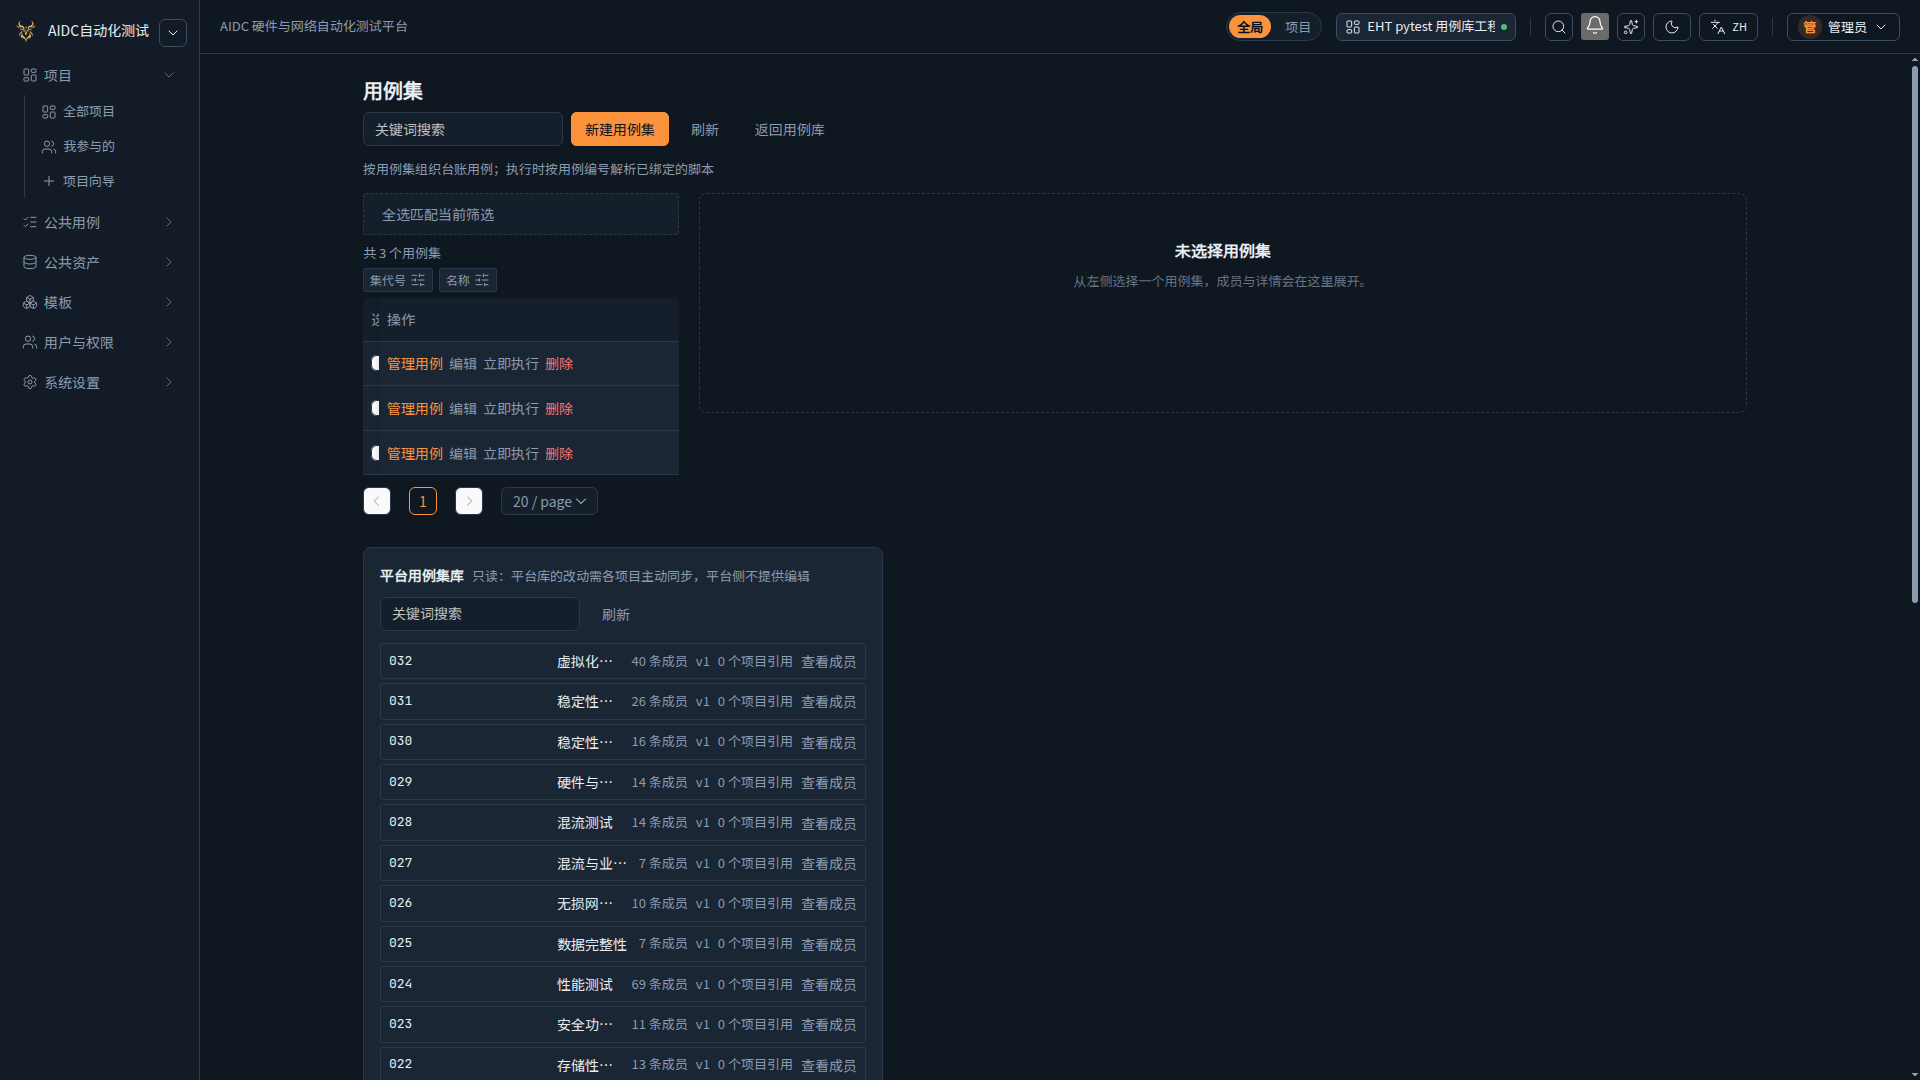 AIDC自动化测试
项目
全部项目
我参与的
项目向导
公共用例
公共资产
模板
用户与权限
系统设置
AIDC 硬件与网络自动化测试平台
全局 项目
EHT pytest 用例库工程
ZH
管 管理员
用例集
关键词搜索 新建用例集 刷新 返回用例库
按用例集组织台账用例；执行时按用例编号解析已绑定的脚本
全选匹配当前筛选
共 3 个用例集
集代号 名称
操作
管理用例 编辑 立即执行 删除
管理用例 编辑 立即执行 删除
管理用例 编辑 立即执行 删除
1 20 / page
未选择用例集
从左侧选择一个用例集，成员与详情会在这里展开。
平台用例集库 只读：平台库的改动需各项目主动同步，平台侧不提供编辑
关键词搜索 刷新
032 虚拟化… 40 条成员 v1 0 个项目引用 查看成员
031 稳定性… 26 条成员 v1 0 个项目引用 查看成员
030 稳定性… 16 条成员 v1 0 个项目引用 查看成员
029 硬件与… 14 条成员 v1 0 个项目引用 查看成员
028 混流测试 14 条成员 v1 0 个项目引用 查看成员
027 混流与业… 7 条成员 v1 0 个项目引用 查看成员
026 无损网… 10 条成员 v1 0 个项目引用 查看成员
025 数据完整性 7 条成员 v1 0 个项目引用 查看成员
024 性能测试 69 条成员 v1 0 个项目引用 查看成员
023 安全功… 11 条成员 v1 0 个项目引用 查看成员
022 存储性… 13 条成员 v1 0 个项目引用 查看成员